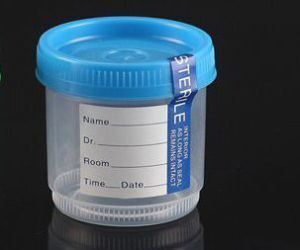 STERILE
INTERIOR
AS LONG AS SEAL
REMAINS INTACT
Name
Dr.
Room
Time Date